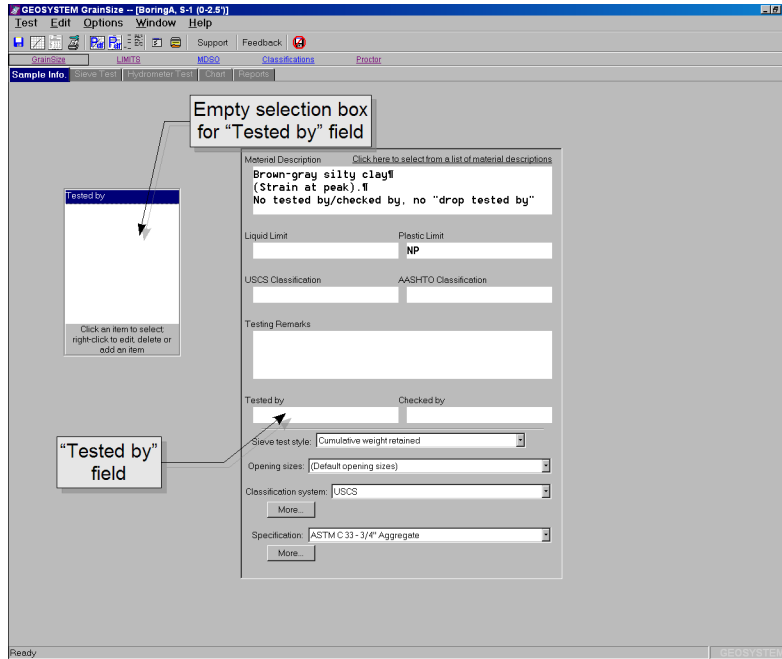 GEOSYSTEM GrainSize -- [BoringA, S-1 (0-2.5')]
Test Edit Options Window Help
Support Feedback
GrainSize LIMITS MDSO Classifications Proctor
Sample Info. Sieve Test Hydrometer Test Chart Reports
Empty selection box
for “Tested by” field
Material Description Click here to select from a list of material descriptions
Brown-gray silty clay¶
(Strain at peak).¶
No tested by/checked by, no "drop tested by"
Tested by
Liquid Limit Plastic Limit
NP
USCS Classification AASHTO Classification
Click an item to select;
right-click to edit, delete or
add an item
Testing Remarks
Tested by Checked by
“Tested by”
field
Sieve test style: Cumulative weight retained
Opening sizes: (Default opening sizes)
Classification system: USCS
More...
Specification: ASTM C 33 - 3/4" Aggregate
More...
Ready GEOSYSTEM